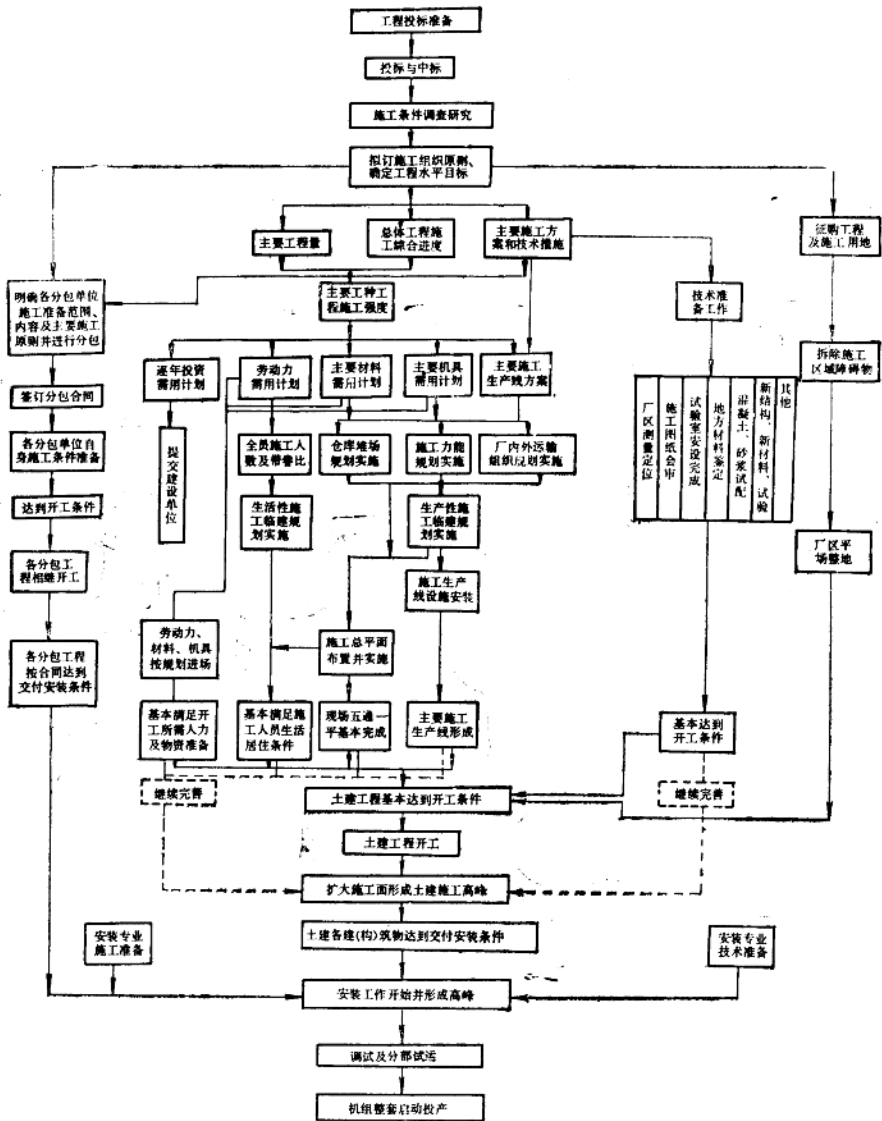 工程投标准备
投标与中标
施工条件调查研究
拟订施工组织原则、
确定工程水平目标
主要工程量
总体工程施
工综合进度
主要施工方
案和技术措施
征购工程
及施工用地
明确各分包单位
施工准备范围、
内容及主要施工
原则并进行分包
主要工种工
程施工强度
技术准
备工作
逐年投资
需用计划
劳动力
需用计划
主要材料
需用计划
主要机具
需用计划
主要施工
生产线方案
拆除施工
区域障碍物
签订分包合同
提交建设单位
全员施工人
数及带眷比
仓库堆场
规划实施
施工力能
规划实施
厂内外运输
组织规划实施
厂区测量定位
施工图纸会审
试验室安设完成
地方材料鉴定
混凝土、砂浆试配
新结构、新材料、试验
其他
各分包单位自
身施工条件准备
达到开工条件
生活性施
工临建规
划实施
生产性施
工临建规
划实施
厂区平
场整地
各分包工
程相继开工
施工生产
线设施安装
劳动力、
材料、机具
按规划进场
施工总平面
布置并实施
各分包工程
按合同达到
交付安装条件
基本满足开
工所需人力
及物资准备
基本满足施
工人员生活
居住条件
现场五通一
平基本完成
主要施工
生产线形成
基本达到
开工条件
继续完善
土建工程基本达到开工条件
继续完善
土建工程开工
扩大施工面形成土建施工高峰
安装专业
施工准备
土建各建(构)筑物达到交付安装条件
安装专业
技术准备
安装工作开始并形成高峰
调试及分部试运
机组整套启动投产